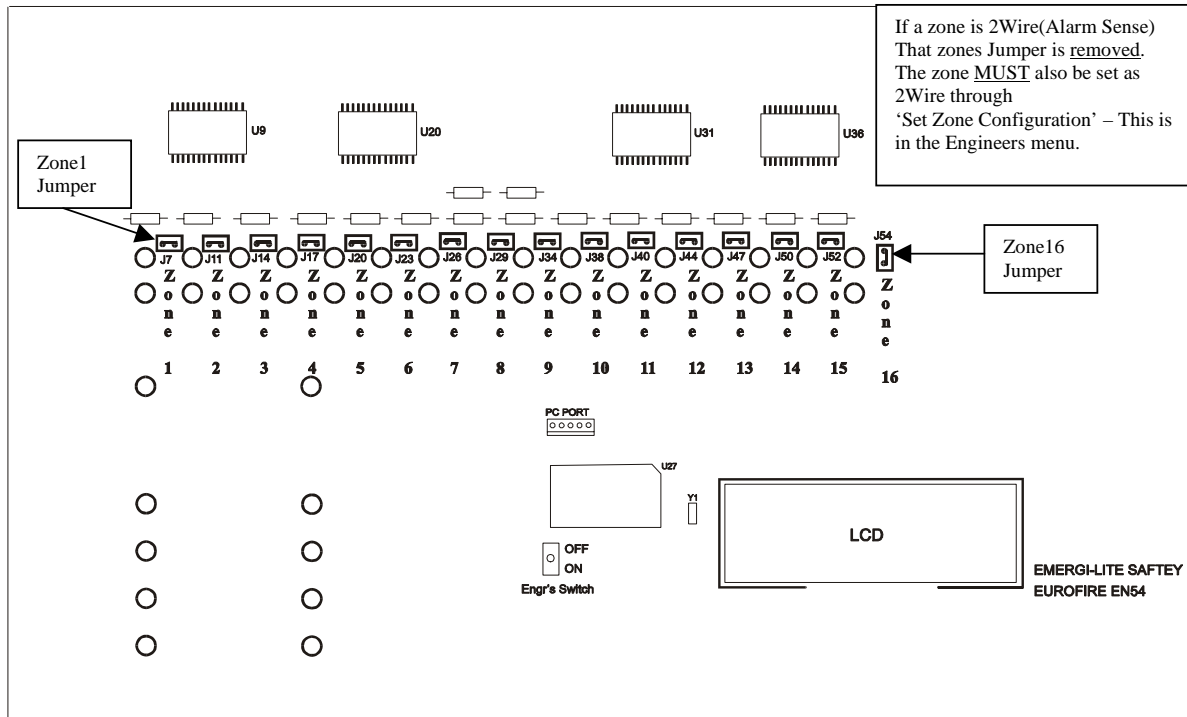 If a zone is 2Wire(Alarm Sense)
That zones Jumper is removed.
The zone MUST also be set as
2Wire through
‘Set Zone Configuration’ – This is
in the Engineers menu.
U9
U20
U31
U36
Zone1
Jumper
J54
Zone16
Jumper
J7 J11 J14 J17 J20 J23 J26 J29 J34 J38 J40 J44 J47 J50 J52
Zone Zone Zone Zone Zone Zone Zone Zone Zone Zone Zone Zone Zone Zone Zone Zone
1 2 3 4 5 6 7 8 9 10 11 12 13 14 15 16
PC PORT
U27
Y1
LCD
OFF
ON
Engr's Switch
EMERGI-LITE SAFTEY
EUROFIRE EN54